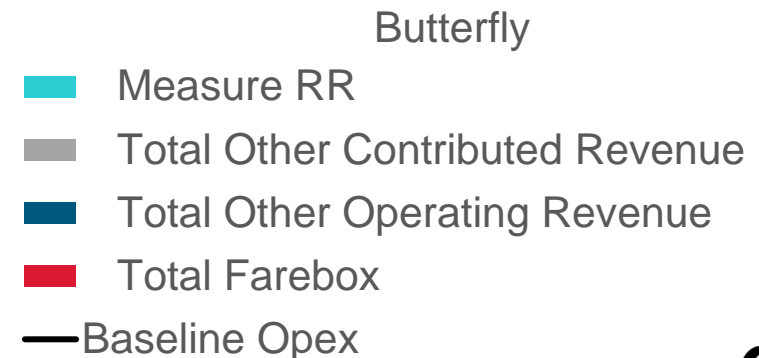 Butterfly
Measure RR
Total Other Contributed Revenue
Total Other Operating Revenue
Total Farebox
Baseline Opex